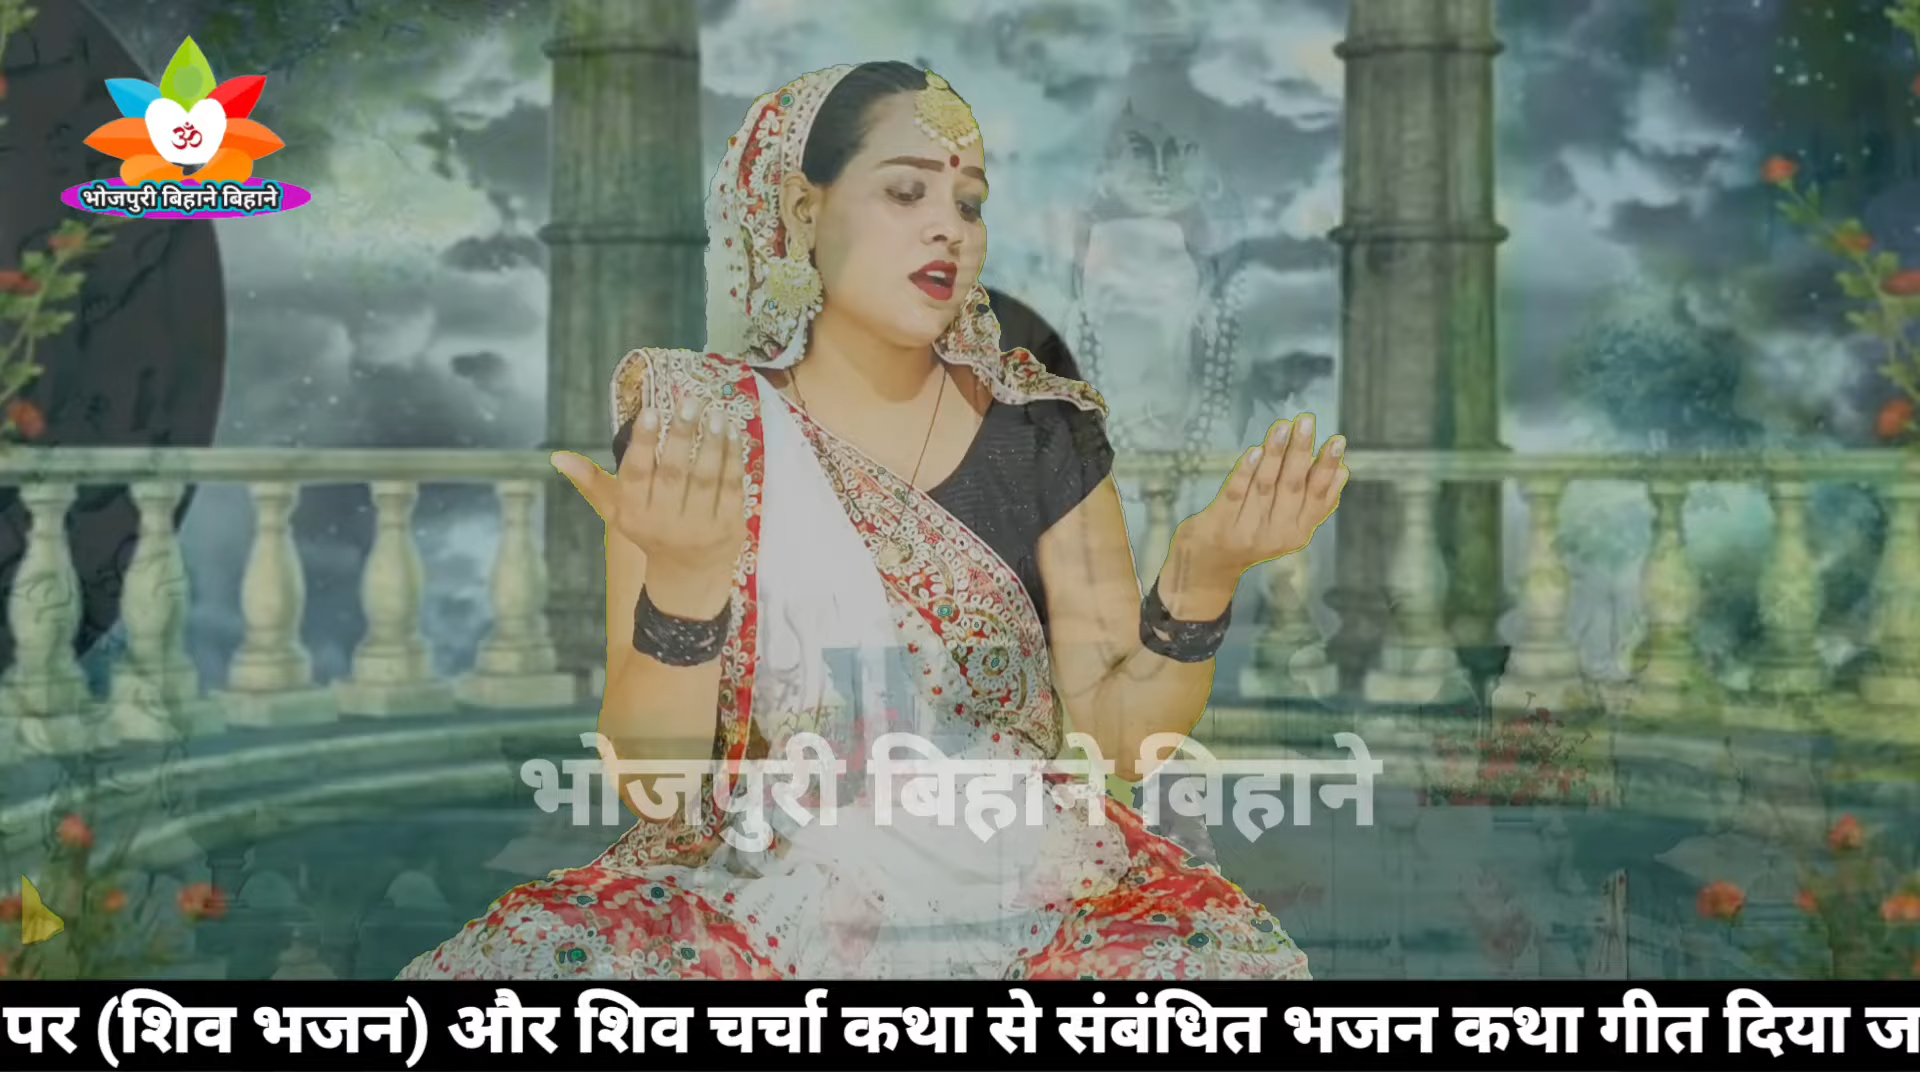 ॐ
भोजपुरी बिहाने बिहाने
भोजपुरी बिहाने बिहाने
पर (शिव भजन) और शिव चर्चा कथा से संबंधित भजन कथा गीत दिया ज